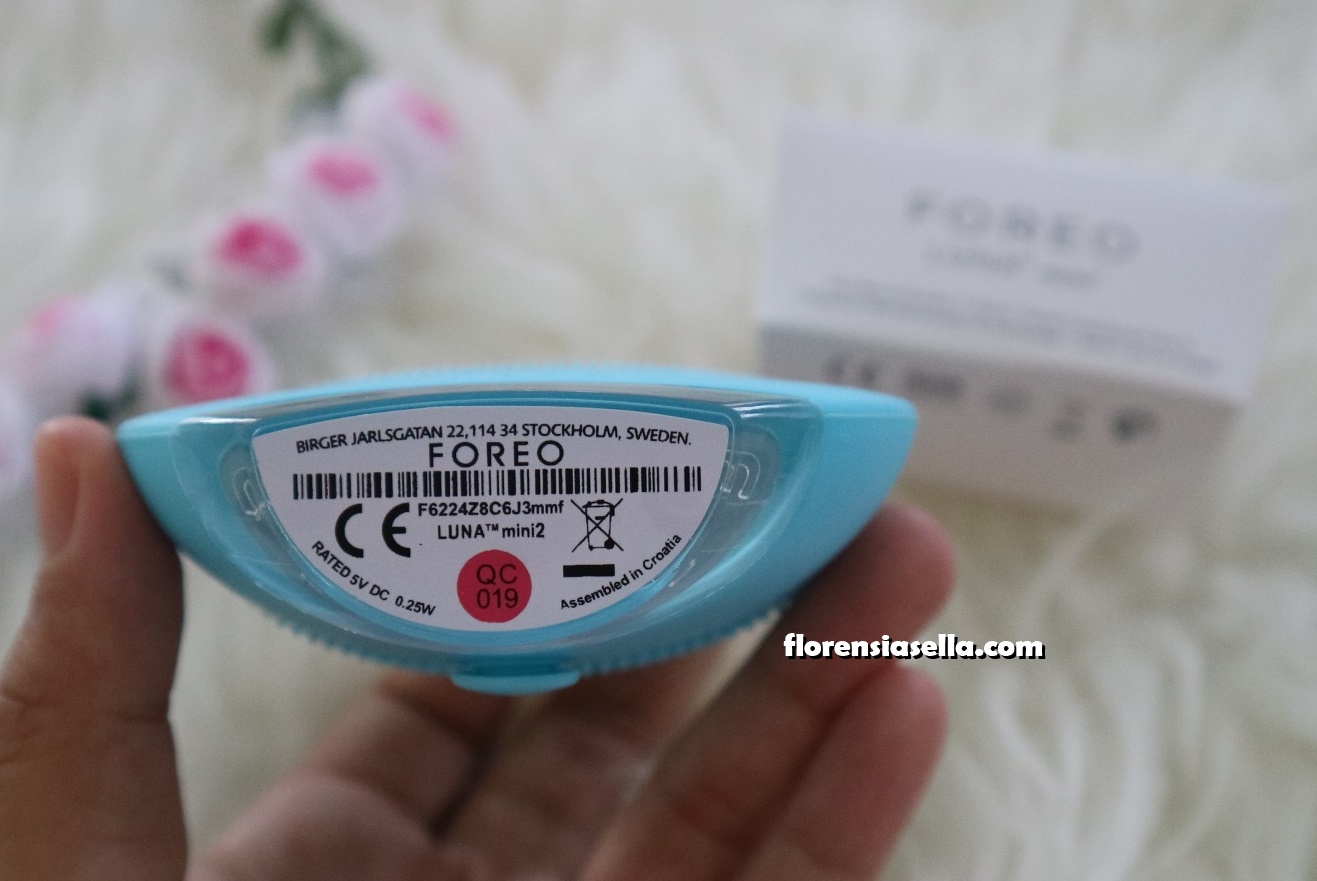 FOREO
BIRGER JARLSGATAN 22,114 34 STOCKHOLM, SWEDEN.
FOREO
F6224Z8C6J3mmf
LUNA™ mini2
CE
RATED 5V DC 0.25W
QC
019
Assembled in Croatia
florensiasella.com